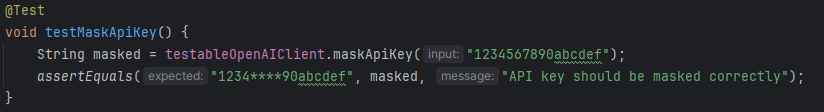 @Test
void testMaskApiKey() {
    String masked = testableOpenAIClient.maskApiKey( input: "1234567890abcdef");
    assertEquals( expected: "1234****90abcdef", masked, message: "API key should be masked correctly");
}